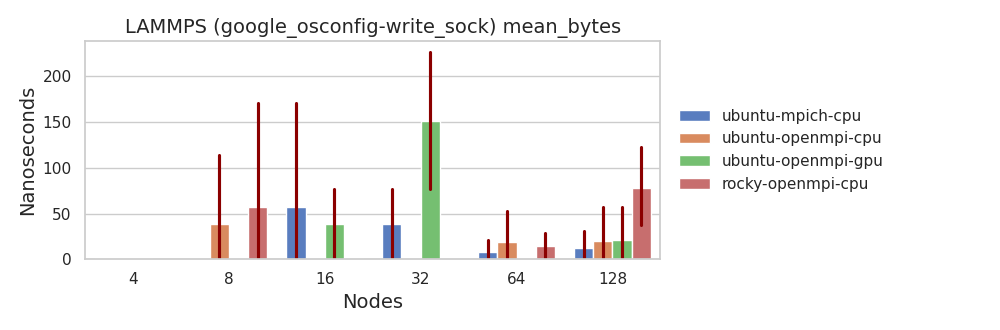 LAMMPS (google_osconfig-write_sock) mean_bytes
Nanoseconds
200
150
100
50
0
4 8 16 32 64 128
Nodes
ubuntu-mpich-cpu
ubuntu-openmpi-cpu
ubuntu-openmpi-gpu
rocky-openmpi-cpu